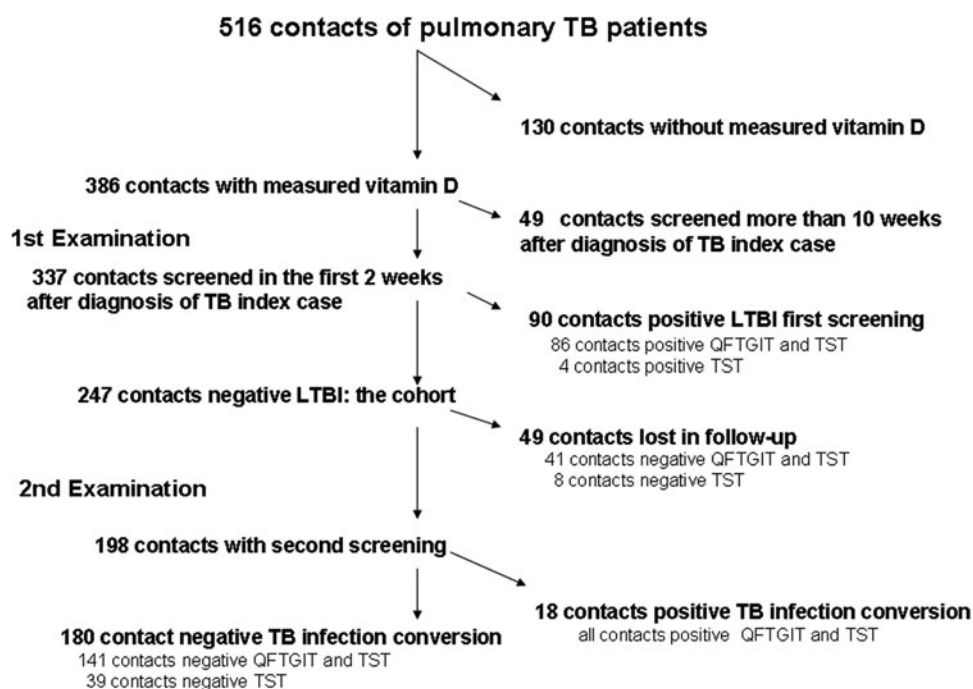 516 contacts of pulmonary TB patients
130 contacts without measured vitamin D
386 contacts with measured vitamin D
49 contacts screened more than 10 weeks
after diagnosis of TB index case
1st Examination
337 contacts screened in the first 2 weeks
after diagnosis of TB index case
90 contacts positive LTBI first screening
86 contacts positive QFTGIT and TST
4 contacts positive TST
247 contacts negative LTBI: the cohort
49 contacts lost in follow-up
41 contacts negative QFTGIT and TST
8 contacts negative TST
2nd Examination
198 contacts with second screening
18 contacts positive TB infection conversion
all contacts positive QFTGIT and TST
180 contact negative TB infection conversion
141 contacts negative QFTGIT and TST
39 contacts negative TST